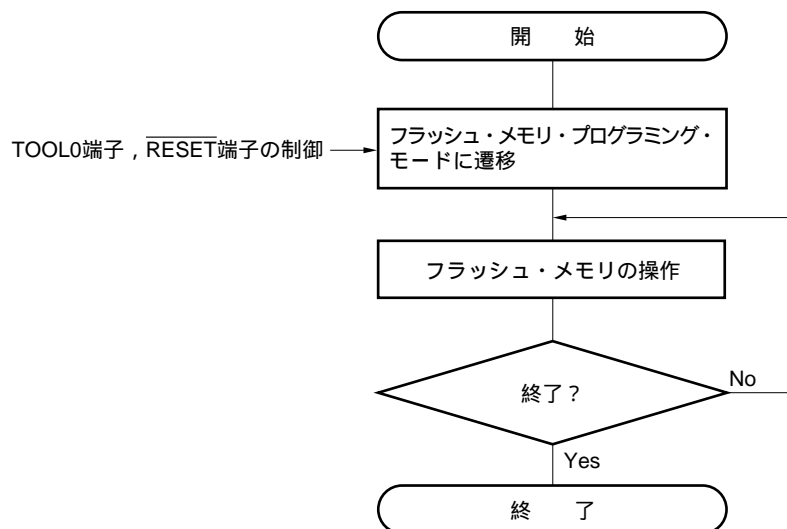 開　　始
TOOL0端子，RESET端子の制御
フラッシュ・メモリ・プログラミング・
モードに遷移
フラッシュ・メモリの操作
終了？
No
Yes
終　　了